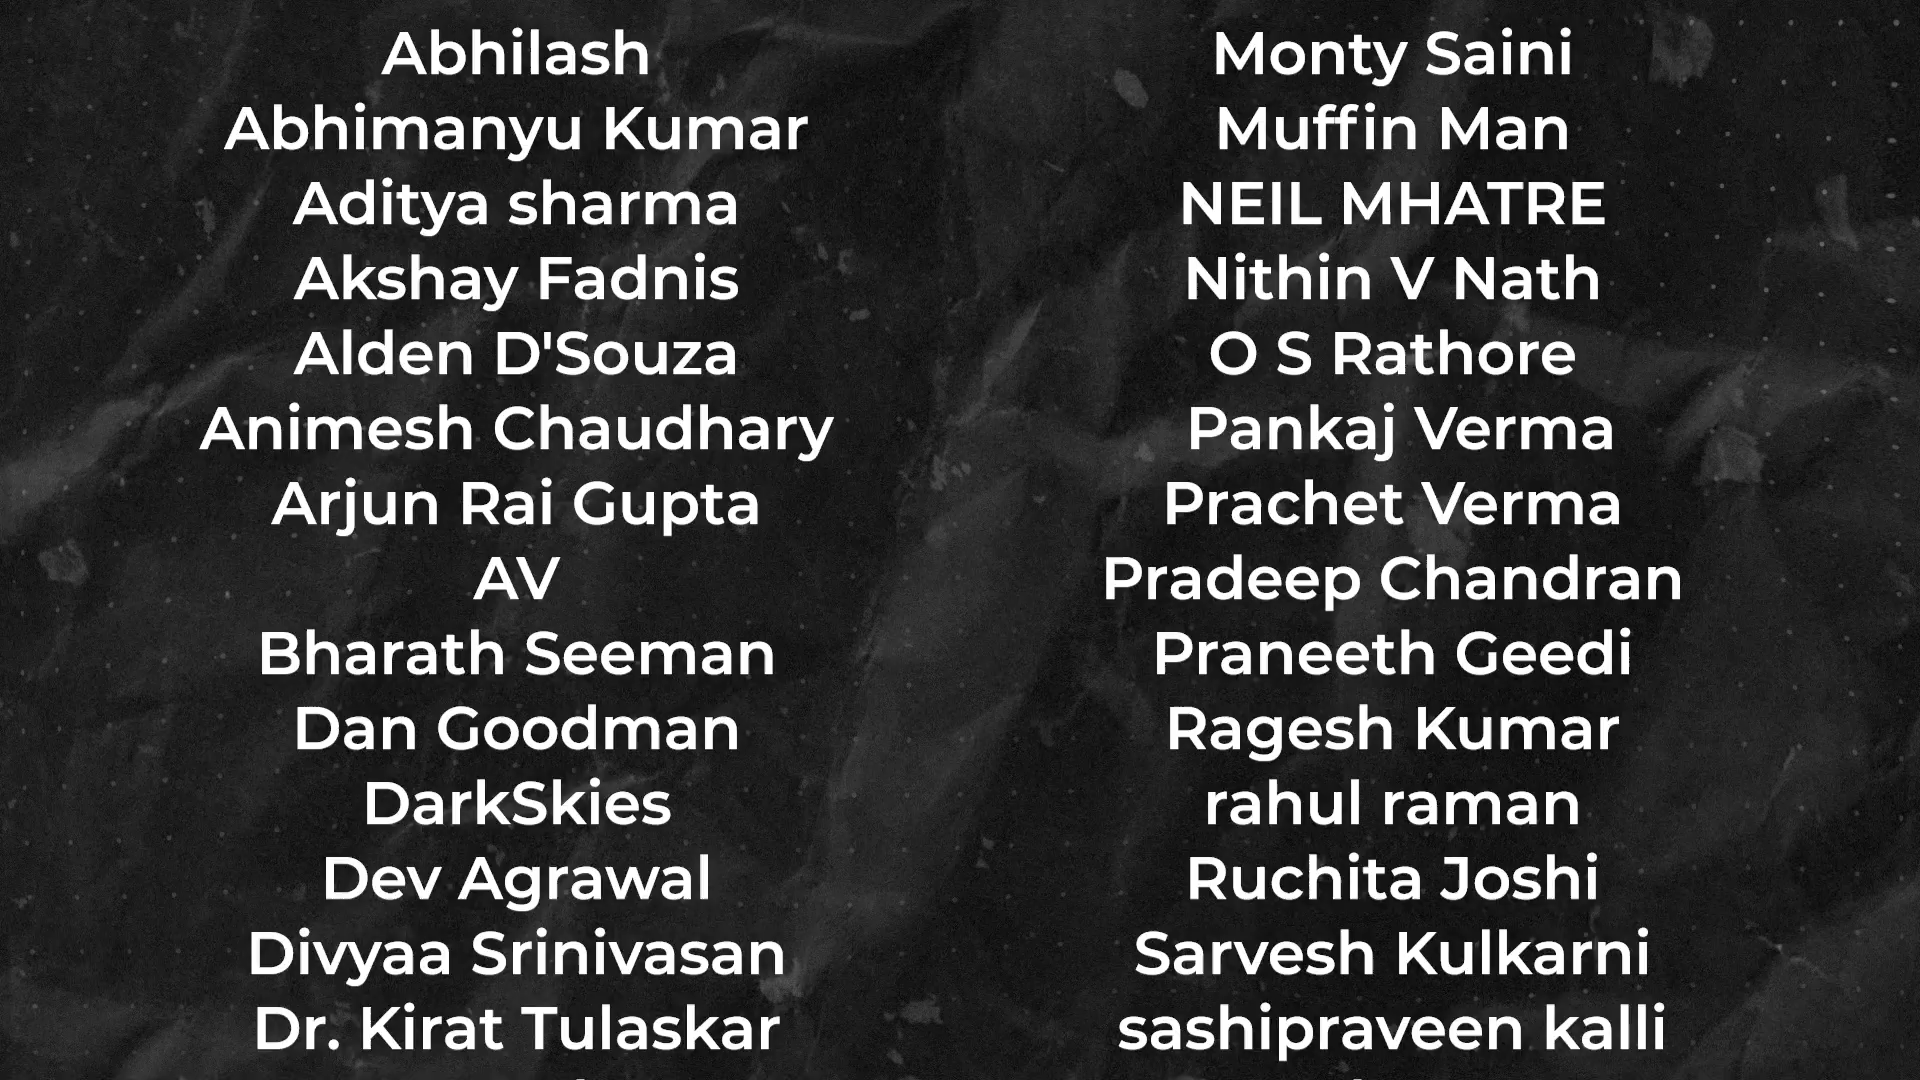 Abhilash
Abhimanyu Kumar
Aditya sharma
Akshay Fadnis
Alden D'Souza
Animesh Chaudhary
Arjun Rai Gupta
AV
Bharath Seeman
Dan Goodman
DarkSkies
Dev Agrawal
Divyaa Srinivasan
Dr. Kirat Tulaskar
Monty Saini
Muffin Man
NEIL MHATRE
Nithin V Nath
O S Rathore
Pankaj Verma
Prachet Verma
Pradeep Chandran
Praneeth Geedi
Ragesh Kumar
rahul raman
Ruchita Joshi
Sarvesh Kulkarni
sashipraveen kalli